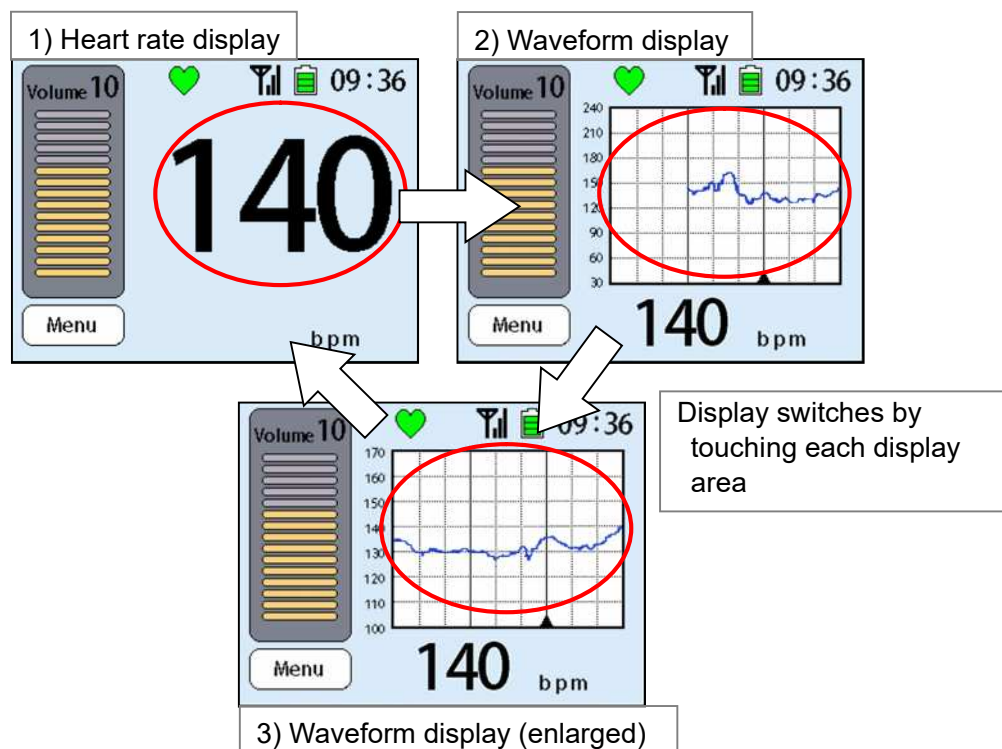 1) Heart rate display
Volume 10
09:36
140
bpm
Menu
2) Waveform display
Volume 10
09:36
240
210
180
150
120
90
60
30
140 bpm
Menu
Display switches by
touching each display
area
Volume 10
09:36
170
160
150
140
130
120
110
100
140 bpm
Menu
3) Waveform display (enlarged)